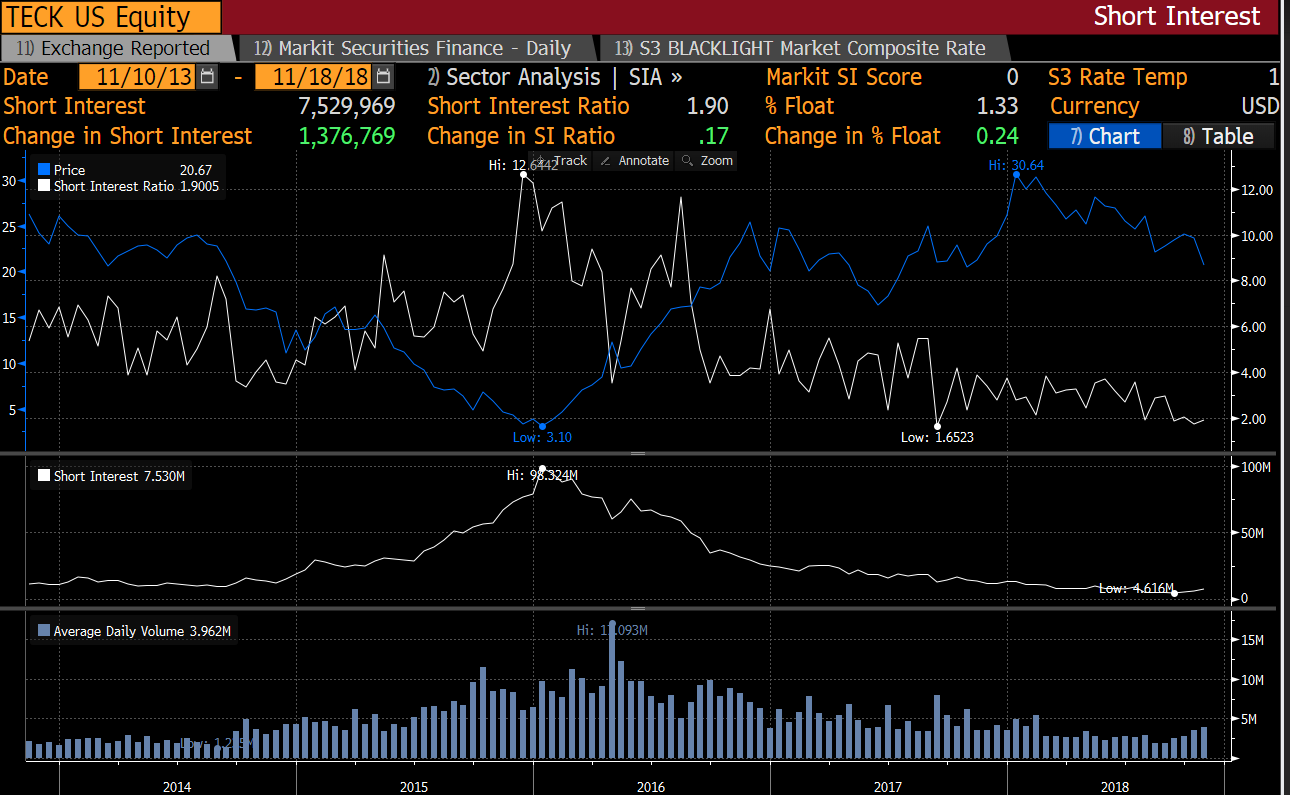 TECK US Equity Short Interest
11) Exchange Reported 12) Markit Securities Finance - Daily 13) S3 BLACKLIGHT Market Composite Rate
Date 11/10/13 - 11/18/18 2) Sector Analysis | SIA » Markit SI Score 0 S3 Rate Temp 1
Short Interest 7,529,969 Short Interest Ratio 1.90 % Float 1.33 Currency USD
Change in Short Interest 1,376,769 Change in SI Ratio .17 Change in % Float 0.24 7) Chart 8) Table
Track Annotate Zoom
Price 20.67
Short Interest Ratio 1.9005
Hi: 12.6442
Hi: 30.64
30
25
20
15
10
5
12.00
10.00
8.00
6.00
4.00
2.00
Low: 3.10
Low: 1.6523
Short Interest 7.530M
Hi: 98.324M
Low: 4.616M
100M
50M
0
Average Daily Volume 3.962M
Hi:
15M
10M
5M
Low:
2014 2015 2016 2017 2018